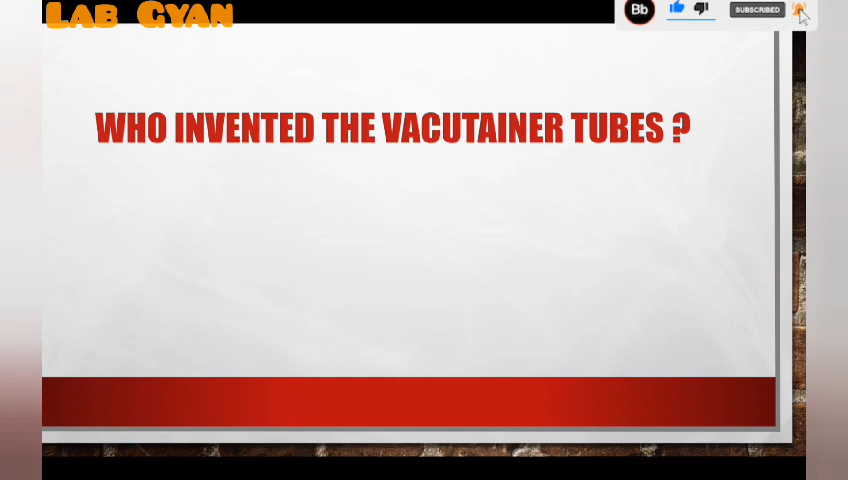 LAB GYAN
Bb
SUBSCRIBED
WHO INVENTED THE VACUTAINER TUBES ?